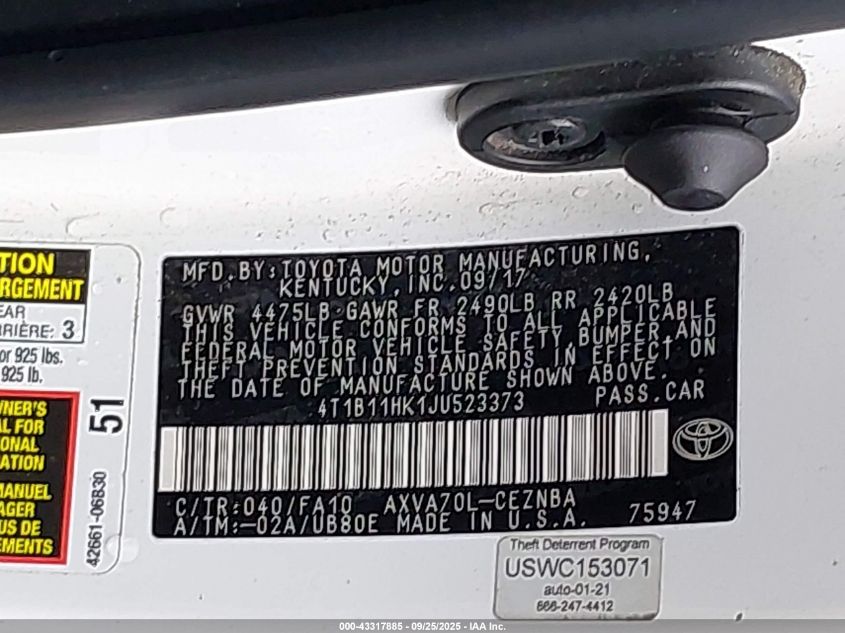 TION
RGEMENT
EAR
RRIÈRE: 3
or 925 lbs.
925 lb.
WNER'S
AL FOR
ONAL
ATION
MANUEL
AGER
US DE
EMENTS
51
42661-06B30
MFD.BY:TOYOTA MOTOR MANUFACTURING,
KENTUCKY, INC.09/17
GVWR 4475LB GAWR FR 2490LB RR 2420LB
THIS VEHICLE CONFORMS TO ALL APPLICABLE
FEDERAL MOTOR VEHICLE SAFETY,BUMPER,AND
THEFT PREVENTION STANDARDS IN EFFECT ON
THE DATE OF MANUFACTURE SHOWN ABOVE.
4T1B11HK1JU523373 PASS.CAR
C/TR:040/FA10 AXVA70L-CEZNBA
A/TM:-02A/UB80E MADE IN U.S.A. 75947
Theft Deterrent Program
USWC153071
auto-01-21
866-247-4412
000-43317885 - 09/25/2025 - IAA Inc.